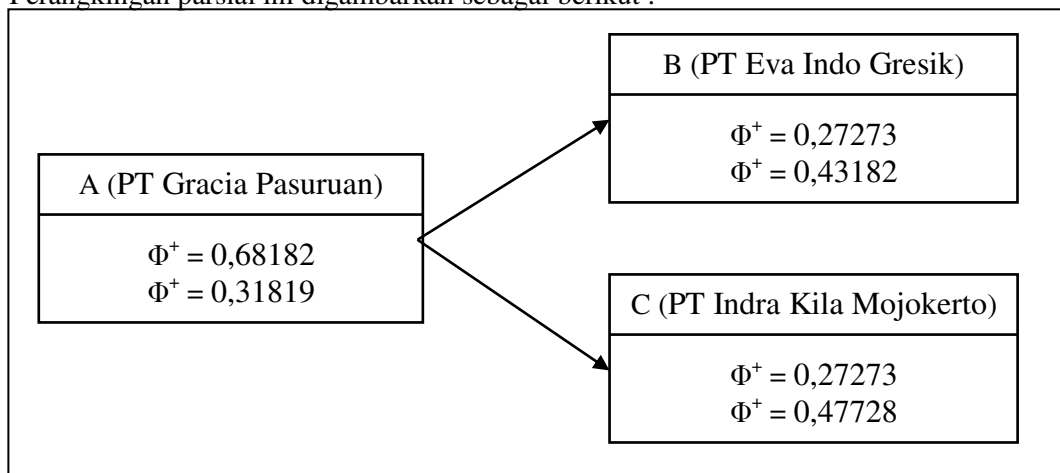 Perangkingan parsial ini digambarkan sebagai berikut :
B (PT Eva Indo Gresik)
Φ⁺ = 0,27273
Φ⁺ = 0,43182
A (PT Gracia Pasuruan)
Φ⁺ = 0,68182
Φ⁺ = 0,31819
C (PT Indra Kila Mojokerto)
Φ⁺ = 0,27273
Φ⁺ = 0,47728